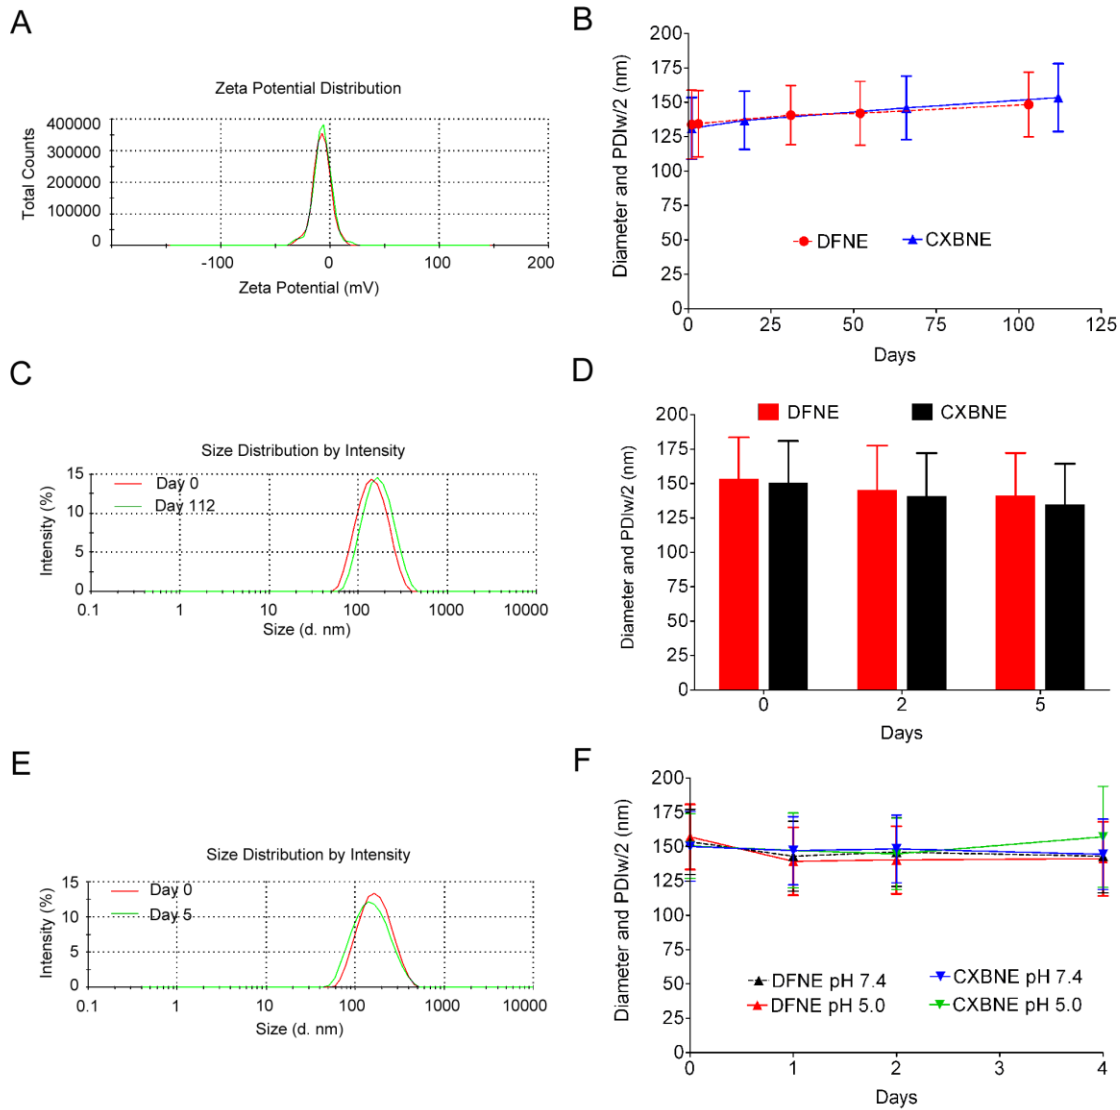 A
Zeta Potential Distribution
Total Counts
400000
300000
200000
100000
0
-100 0 100 200
Zeta Potential (mV)
B
Diameter and PDIw/2 (nm)
200
175
150
125
100
75
50
25
0
DFNE CXBNE
0 25 50 75 100 125
Days
C
Size Distribution by Intensity
Intensity (%)
15
10
5
0
Day 0
Day 112
0.1 1 10 100 1000 10000
Size (d. nm)
D
Diameter and PDIw/2 (nm)
200
175
150
125
100
75
50
25
0
DFNE CXBNE
0 2 5
Days
E
Size Distribution by Intensity
Intensity (%)
15
10
5
0
Day 0
Day 5
0.1 1 10 100 1000 10000
Size (d. nm)
F
Diameter and PDIw/2 (nm)
200
175
150
125
100
75
50
25
0
DFNE pH 7.4 CXBNE pH 7.4
DFNE pH 5.0 CXBNE pH 5.0
0 1 2 3 4
Days